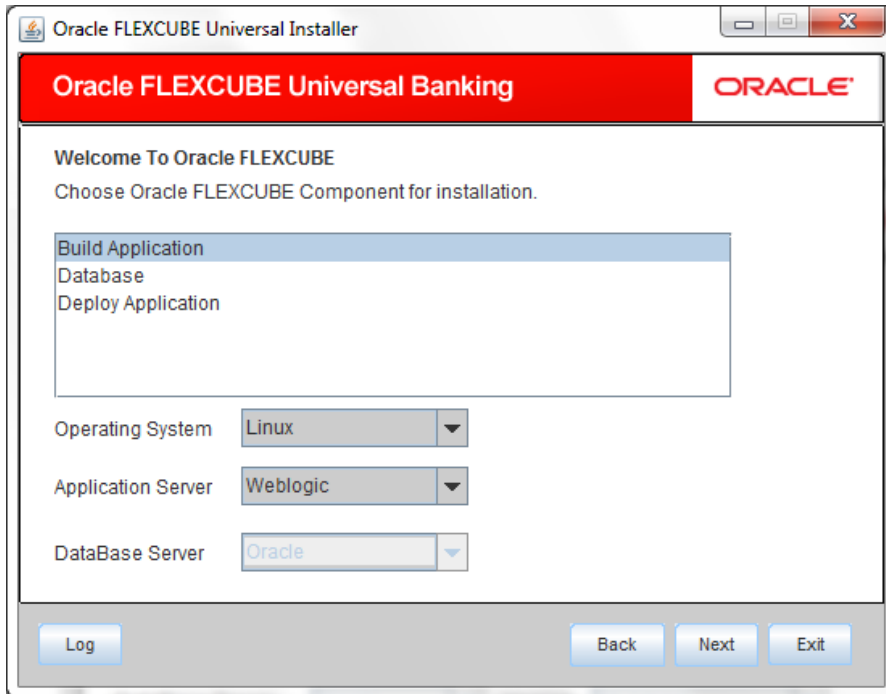 Oracle FLEXCUBE Universal Installer
Oracle FLEXCUBE Universal Banking
ORACLE
Welcome To Oracle FLEXCUBE
Choose Oracle FLEXCUBE Component for installation.
Build Application
Database
Deploy Application
Operating System Linux
Application Server Weblogic
DataBase Server Oracle
Log Back Next Exit